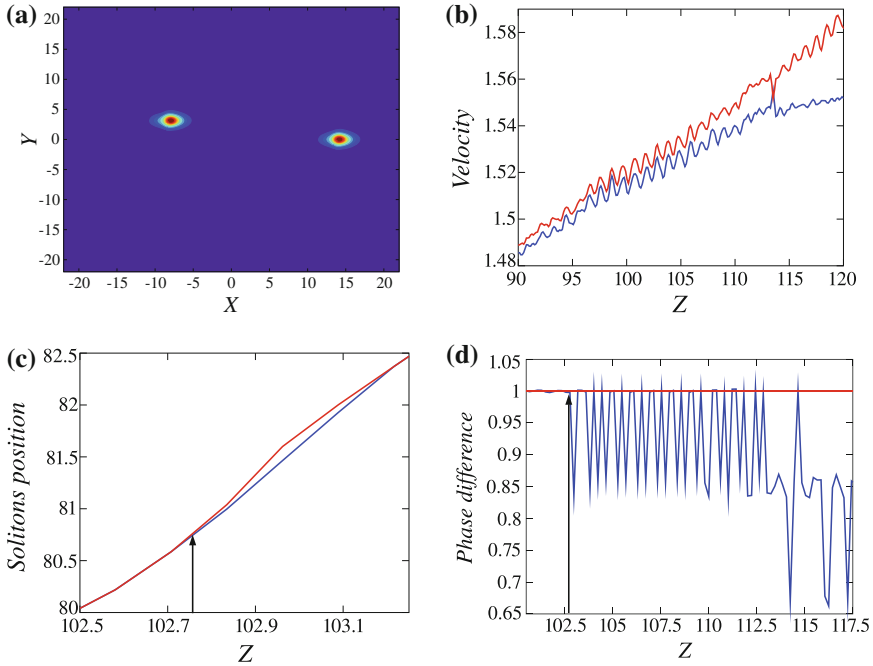 (a)
20
15
10
5
0
-5
-10
-15
-20
Y
-20 -15 -10 -5 0 5 10 15 20
X
(b)
1.58
1.56
1.54
1.52
1.5
1.48
Velocity
90 95 100 105 110 115 120
Z
(c)
82.5
82
81.5
81
80.5
80
Solitons position
102.5 102.7 102.9 103.1
Z
(d)
1.05
1
0.95
0.9
0.85
0.8
0.75
0.7
0.65
Phase difference
102.5 105 107.5 110 112.5 115 117.5
Z